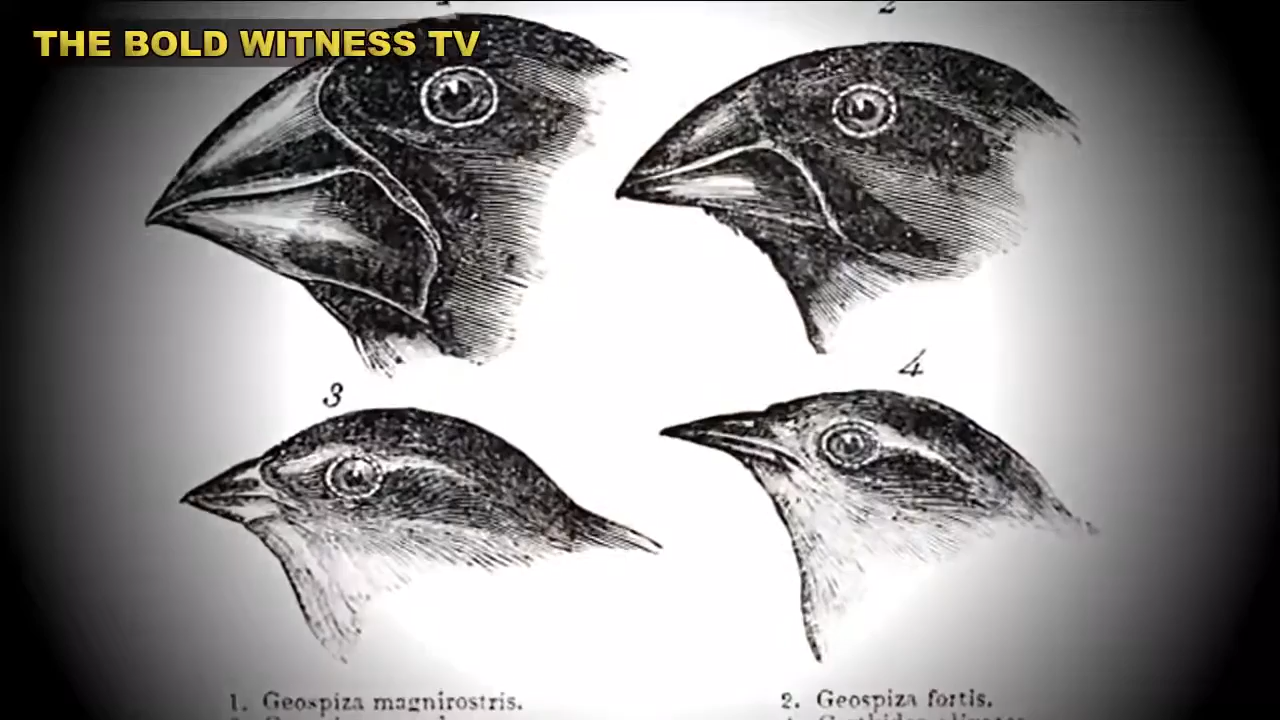 THE BOLD WITNESS TV
2
3
4
1. Geospiza magnirostris.
2. Geospiza fortis.